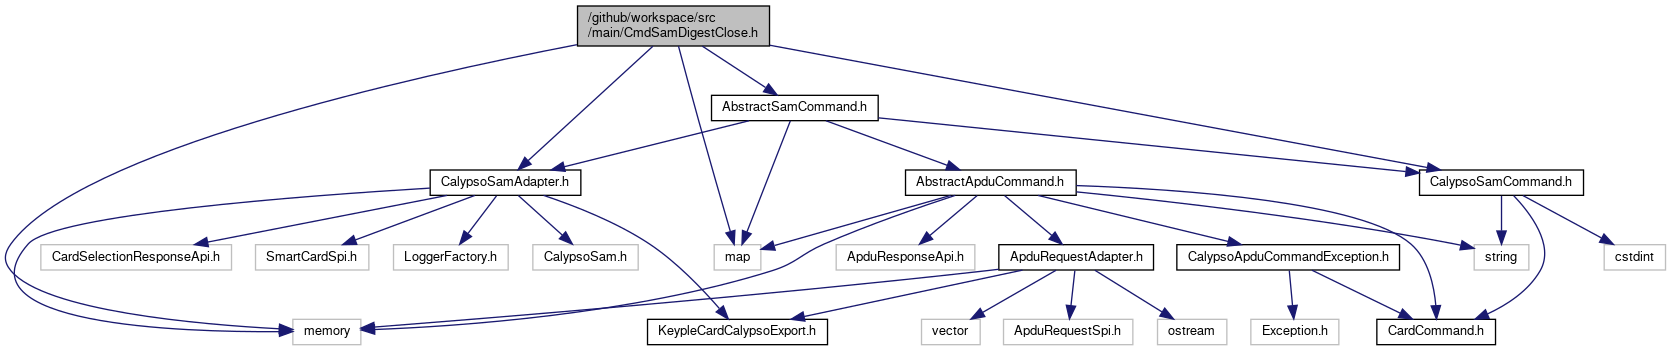 /github/workspace/src
/main/CmdSamDigestClose.h
AbstractSamCommand.h
CalypsoSamAdapter.h
AbstractApduCommand.h
CalypsoSamCommand.h
CardSelectionResponseApi.h
SmartCardSpi.h
LoggerFactory.h
CalypsoSam.h
map
ApduResponseApi.h
ApduRequestAdapter.h
CalypsoApduCommandException.h
string
cstdint
memory
KeypleCardCalypsoExport.h
vector
ApduRequestSpi.h
ostream
Exception.h
CardCommand.h